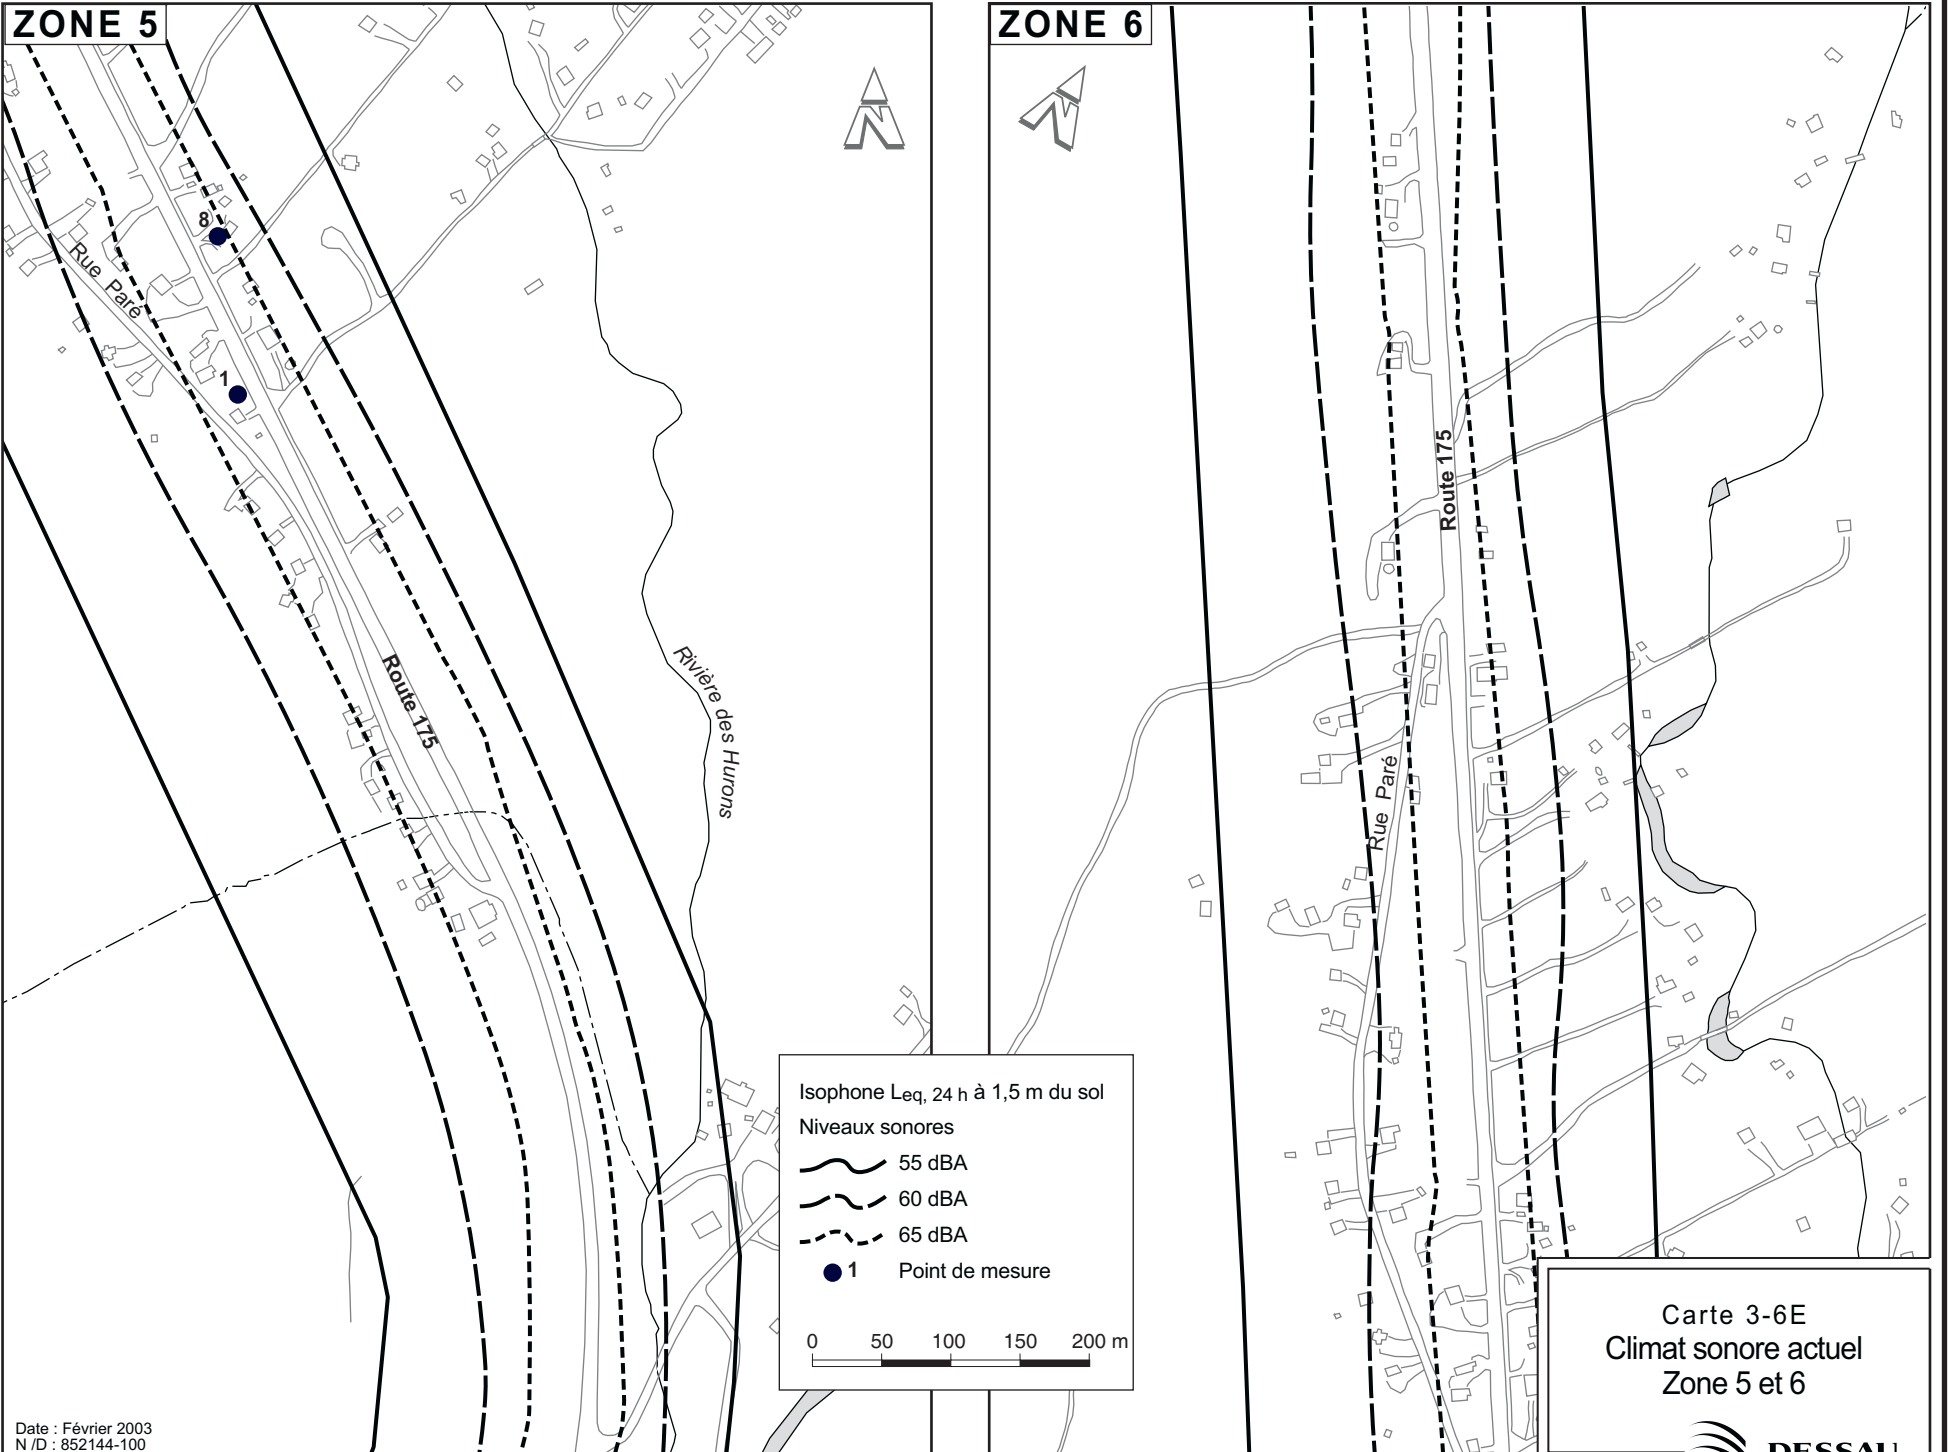 ZONE 5
8
Rue Paré
1
Route 175
Rivière des Hurons
Date : Février 2003
N /D : 852144-100
ZONE 6
Route 175
Rue Paré
Isophone Leq, 24 h à 1,5 m du sol
Niveaux sonores
55 dBA
60 dBA
65 dBA
1 Point de mesure
0 50 100 150 200 m
Carte 3-6E
Climat sonore actuel
Zone 5 et 6
DESSAU
N
N